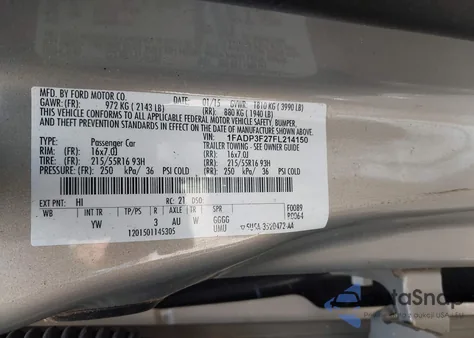 MFD. BY FORD MOTOR CO.
DATE: 01/15 GVWR: 1810 KG ( 3990 LB)
GAWR: (FR): 972 KG ( 2143 LB) (RR): 880 KG ( 1940 LB)
THIS VEHICLE CONFORMS TO ALL APPLICABLE FEDERAL MOTOR VEHICLE SAFETY, BUMPER,
AND THEFT PREVENTION STANDARDS IN EFFECT ON THE DATE OF MANUFACTURE SHOWN ABOVE.
VIN: 1FADP3F27FL214150
TYPE: Passenger Car TRAILER TOWING - SEE OWNER GUIDE
RIM: (FR): 16x7.0J (RR): 16x7.0J
TIRE: (FR): 215/55R16 93H (RR): 215/55R16 93H
PRESSURE: (FR): 250 kPa/ 36 PSI COLD (RR): 250 kPa/ 36 PSI COLD
EXT PNT: HI RC: 21 DSO:
WB INT TR TP/PS R AXLE TR SPR
YW 3 AU W GGGG
UMU
F0089
1201501145305